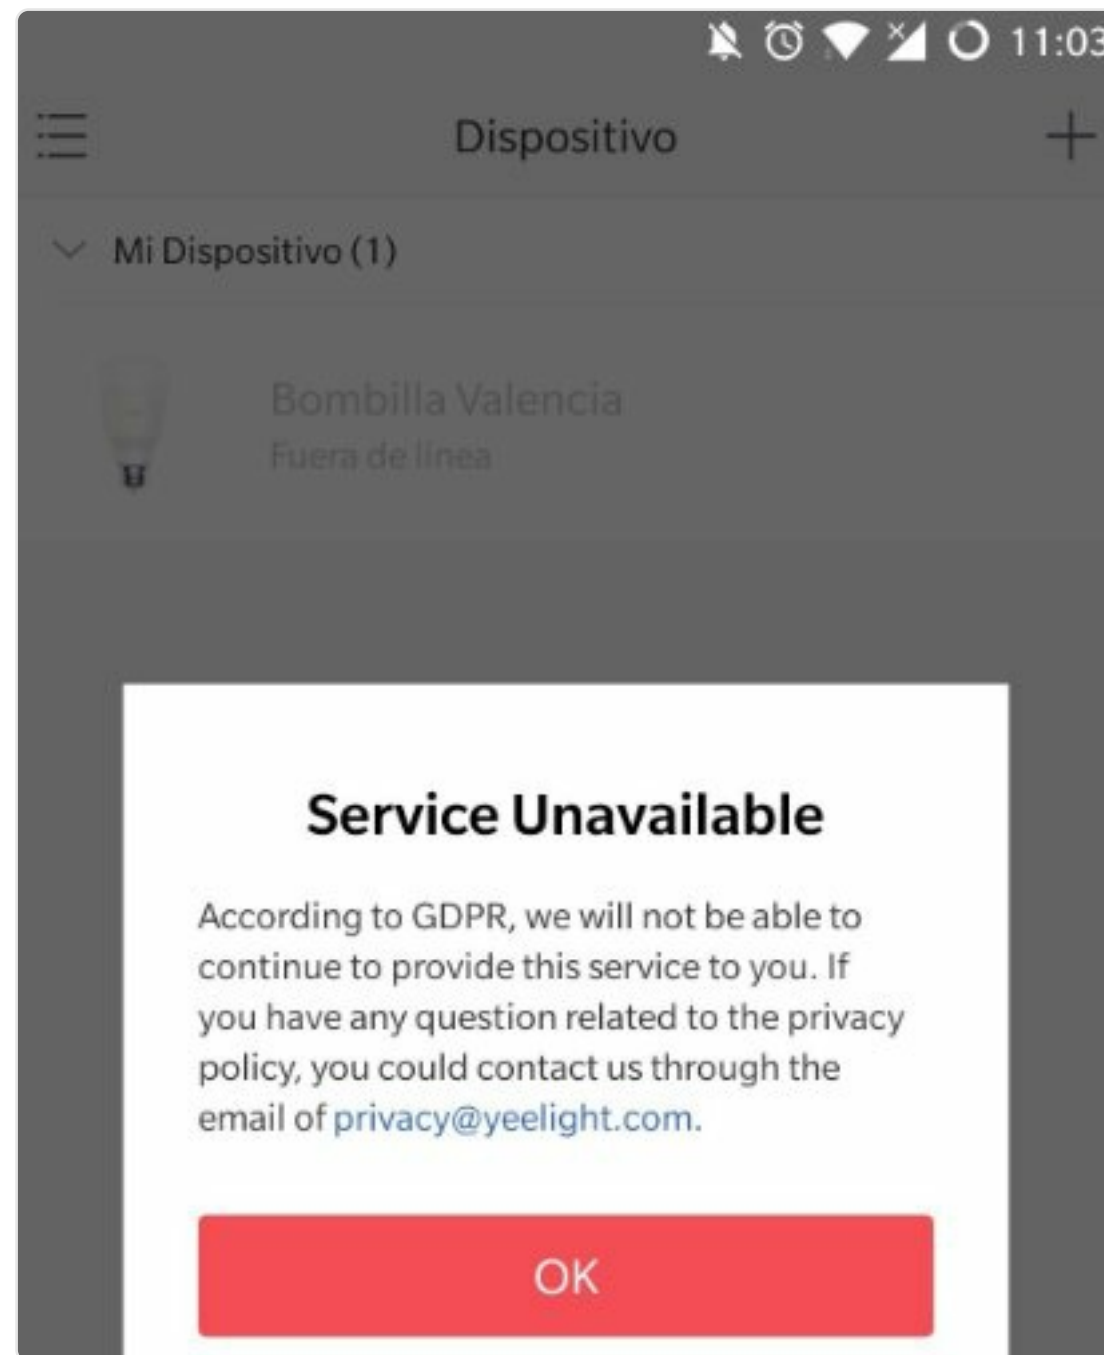 11:03
Dispositivo
Mi Dispositivo (1)
Bombilla Valencia
Fuera de línea
Service Unavailable
According to GDPR, we will not be able to
continue to provide this service to you. If
you have any question related to the privacy
policy, you could contact us through the
email of privacy@yeelight.com.
OK